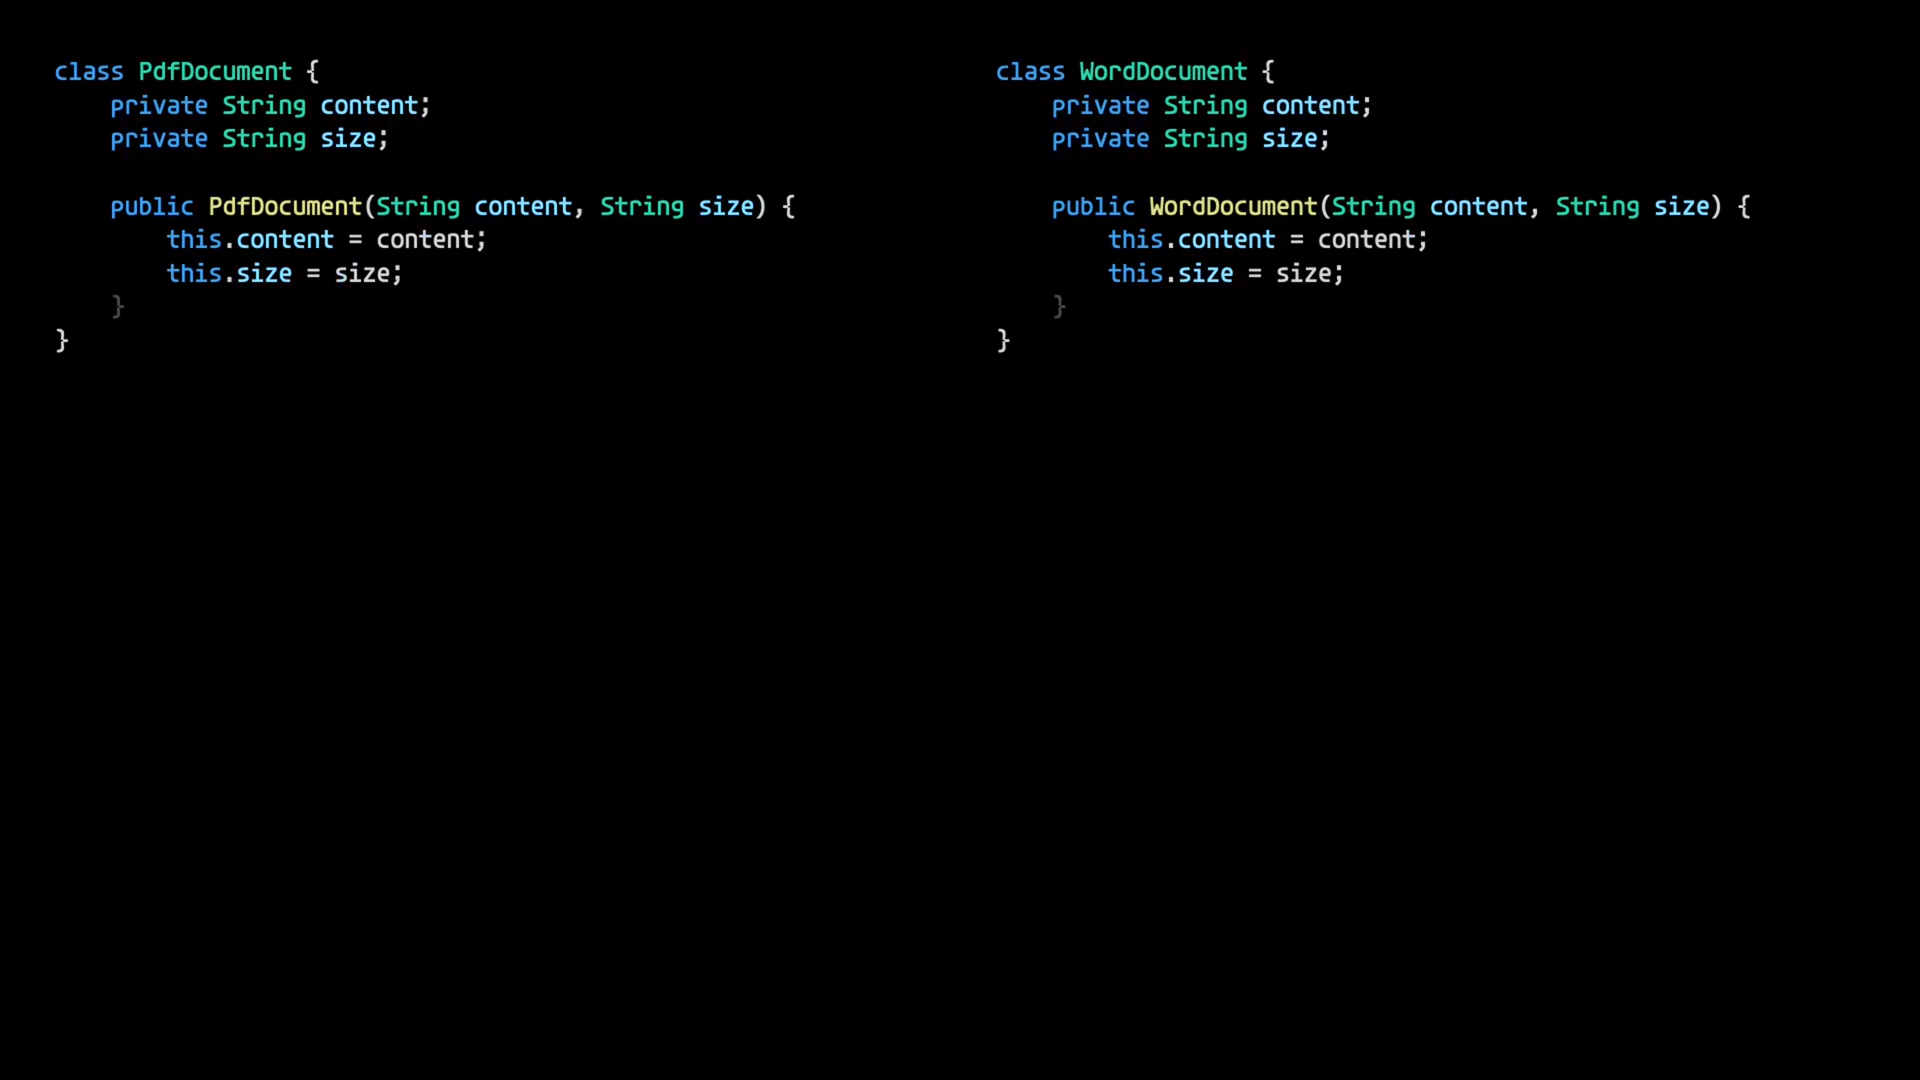 class PdfDocument {
    private String content;
    private String size;

    public PdfDocument(String content, String size) {
        this.content = content;
        this.size = size;
    }
}
class WordDocument {
    private String content;
    private String size;

    public WordDocument(String content, String size) {
        this.content = content;
        this.size = size;
    }
}